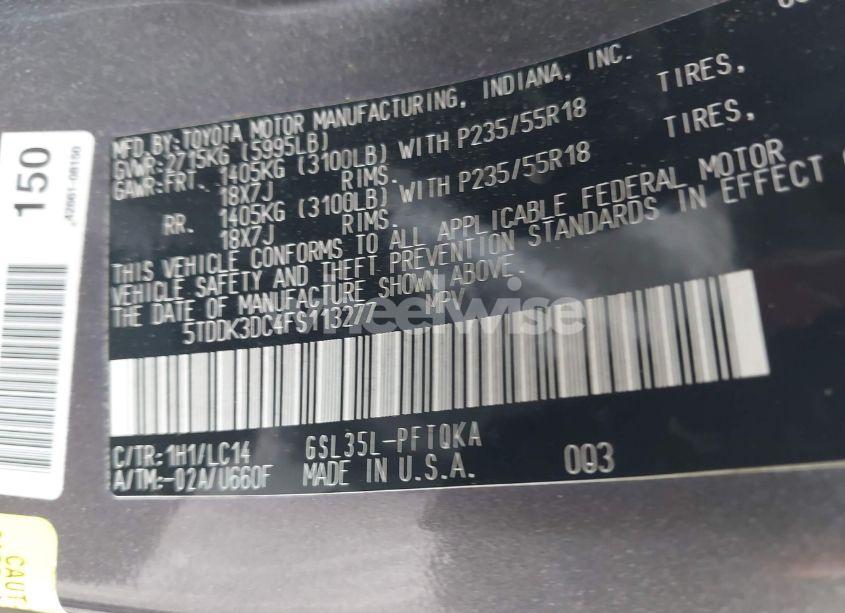 MFD.BY:TOYOTA MOTOR MANUFACTURING, INDIANA, INC.
GVWR:2715KG (5995LB)
GAWR:FRT. 1405KG (3100LB) WITH P235/55R18 TIRES,
18X7J RIMS.
RR. 1405KG (3100LB) WITH P235/55R18 TIRES,
18X7J RIMS.
THIS VEHICLE CONFORMS TO ALL APPLICABLE FEDERAL MOTOR
VEHICLE SAFETY AND THEFT PREVENTION STANDARDS IN EFFECT
THE DATE OF MANUFACTURE SHOWN ABOVE.
5TDDK3DC4FS113277 MPV
C/TR:1H1/LC14 GSL35L-PFTQKA
A/TM:-02A/U660F MADE IN U.S.A. 003
150
42661-08150